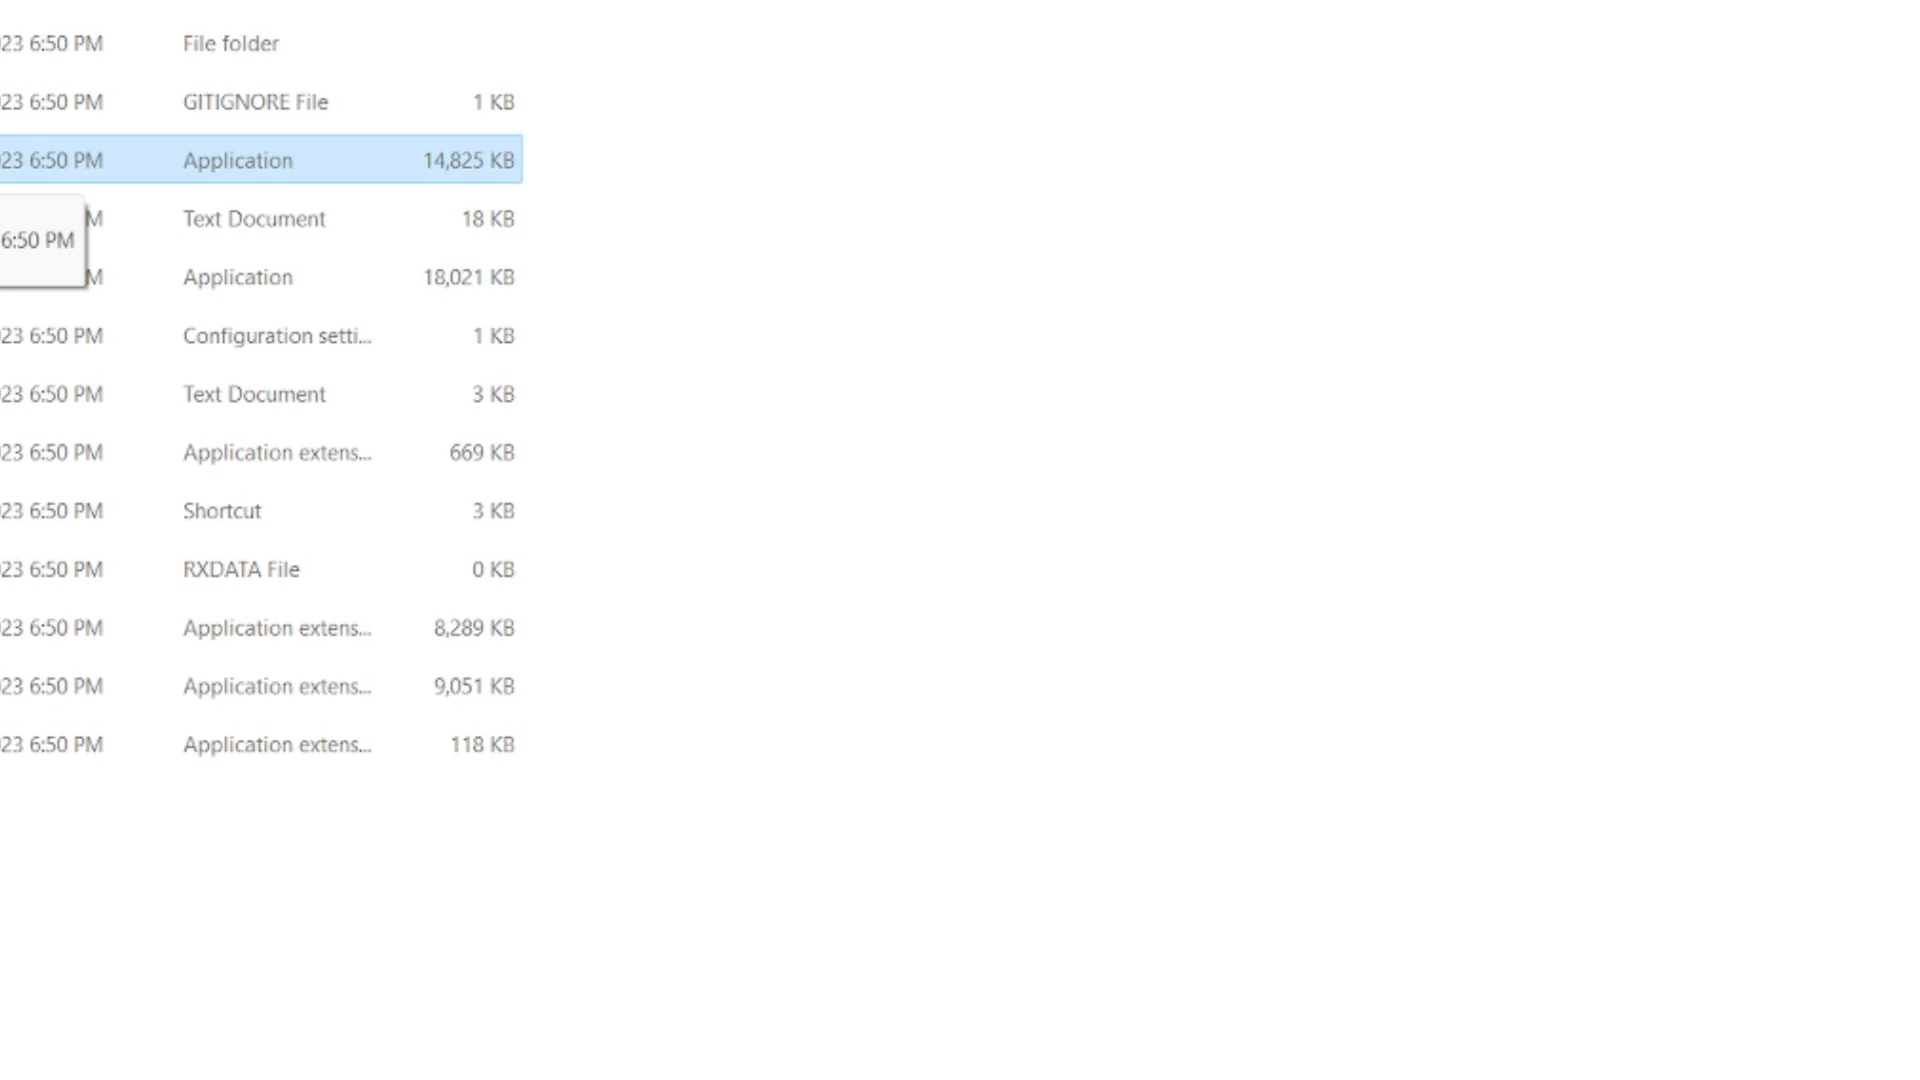 23 6:50 PM File folder
23 6:50 PM GITIGNORE File 1 KB
23 6:50 PM Application 14,825 KB
M Text Document 18 KB
6:50 PM
M Application 18,021 KB
23 6:50 PM Configuration setti... 1 KB
23 6:50 PM Text Document 3 KB
23 6:50 PM Application extens... 669 KB
23 6:50 PM Shortcut 3 KB
23 6:50 PM RXDATA File 0 KB
23 6:50 PM Application extens... 8,289 KB
23 6:50 PM Application extens... 9,051 KB
23 6:50 PM Application extens... 118 KB